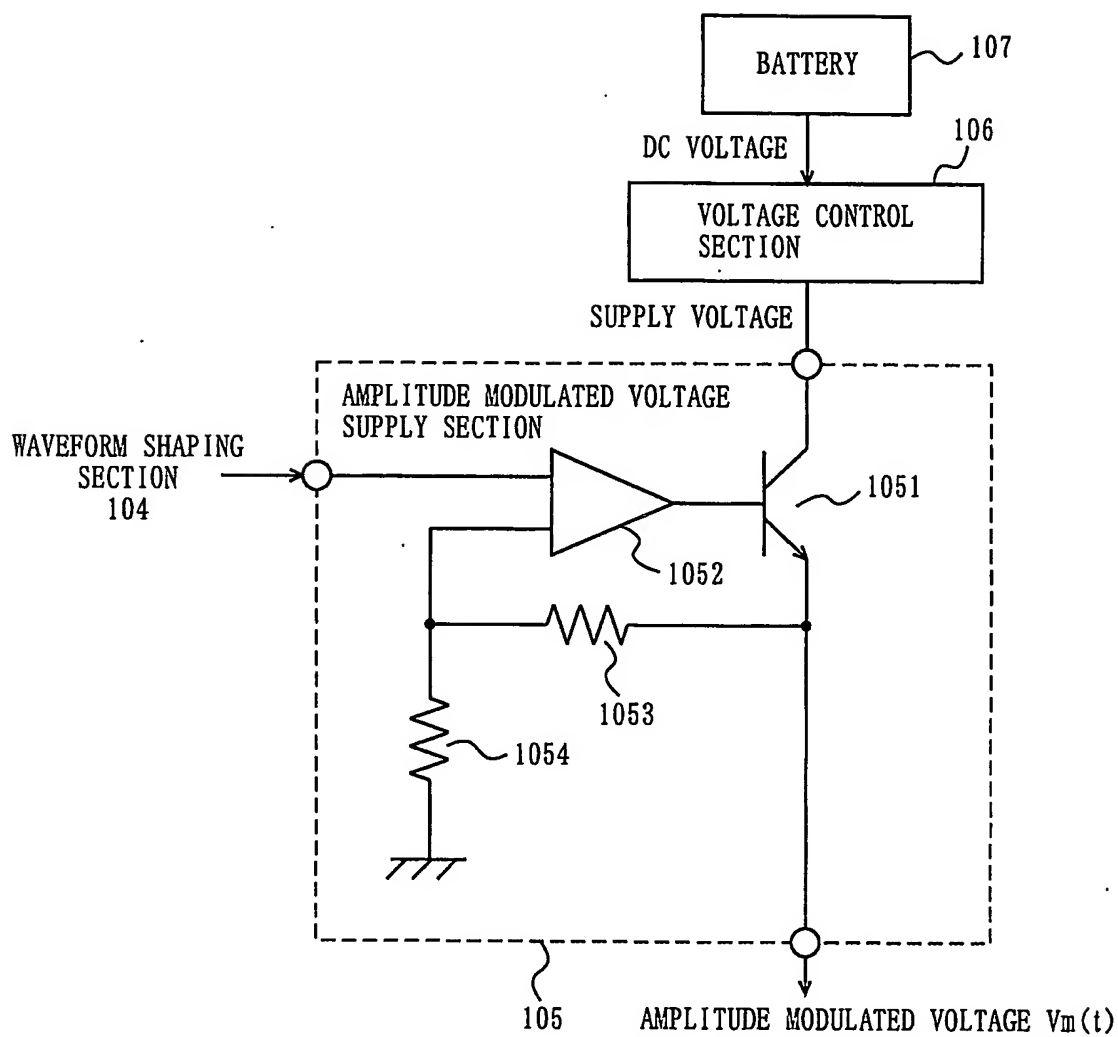 BATTERY
107
DC VOLTAGE
106
VOLTAGE CONTROL
SECTION
SUPPLY VOLTAGE
AMPLITUDE MODULATED VOLTAGE
SUPPLY SECTION
WAVEFORM SHAPING
SECTION
104
1051
1052
1053
1054
105
AMPLITUDE MODULATED VOLTAGE Vm(t)